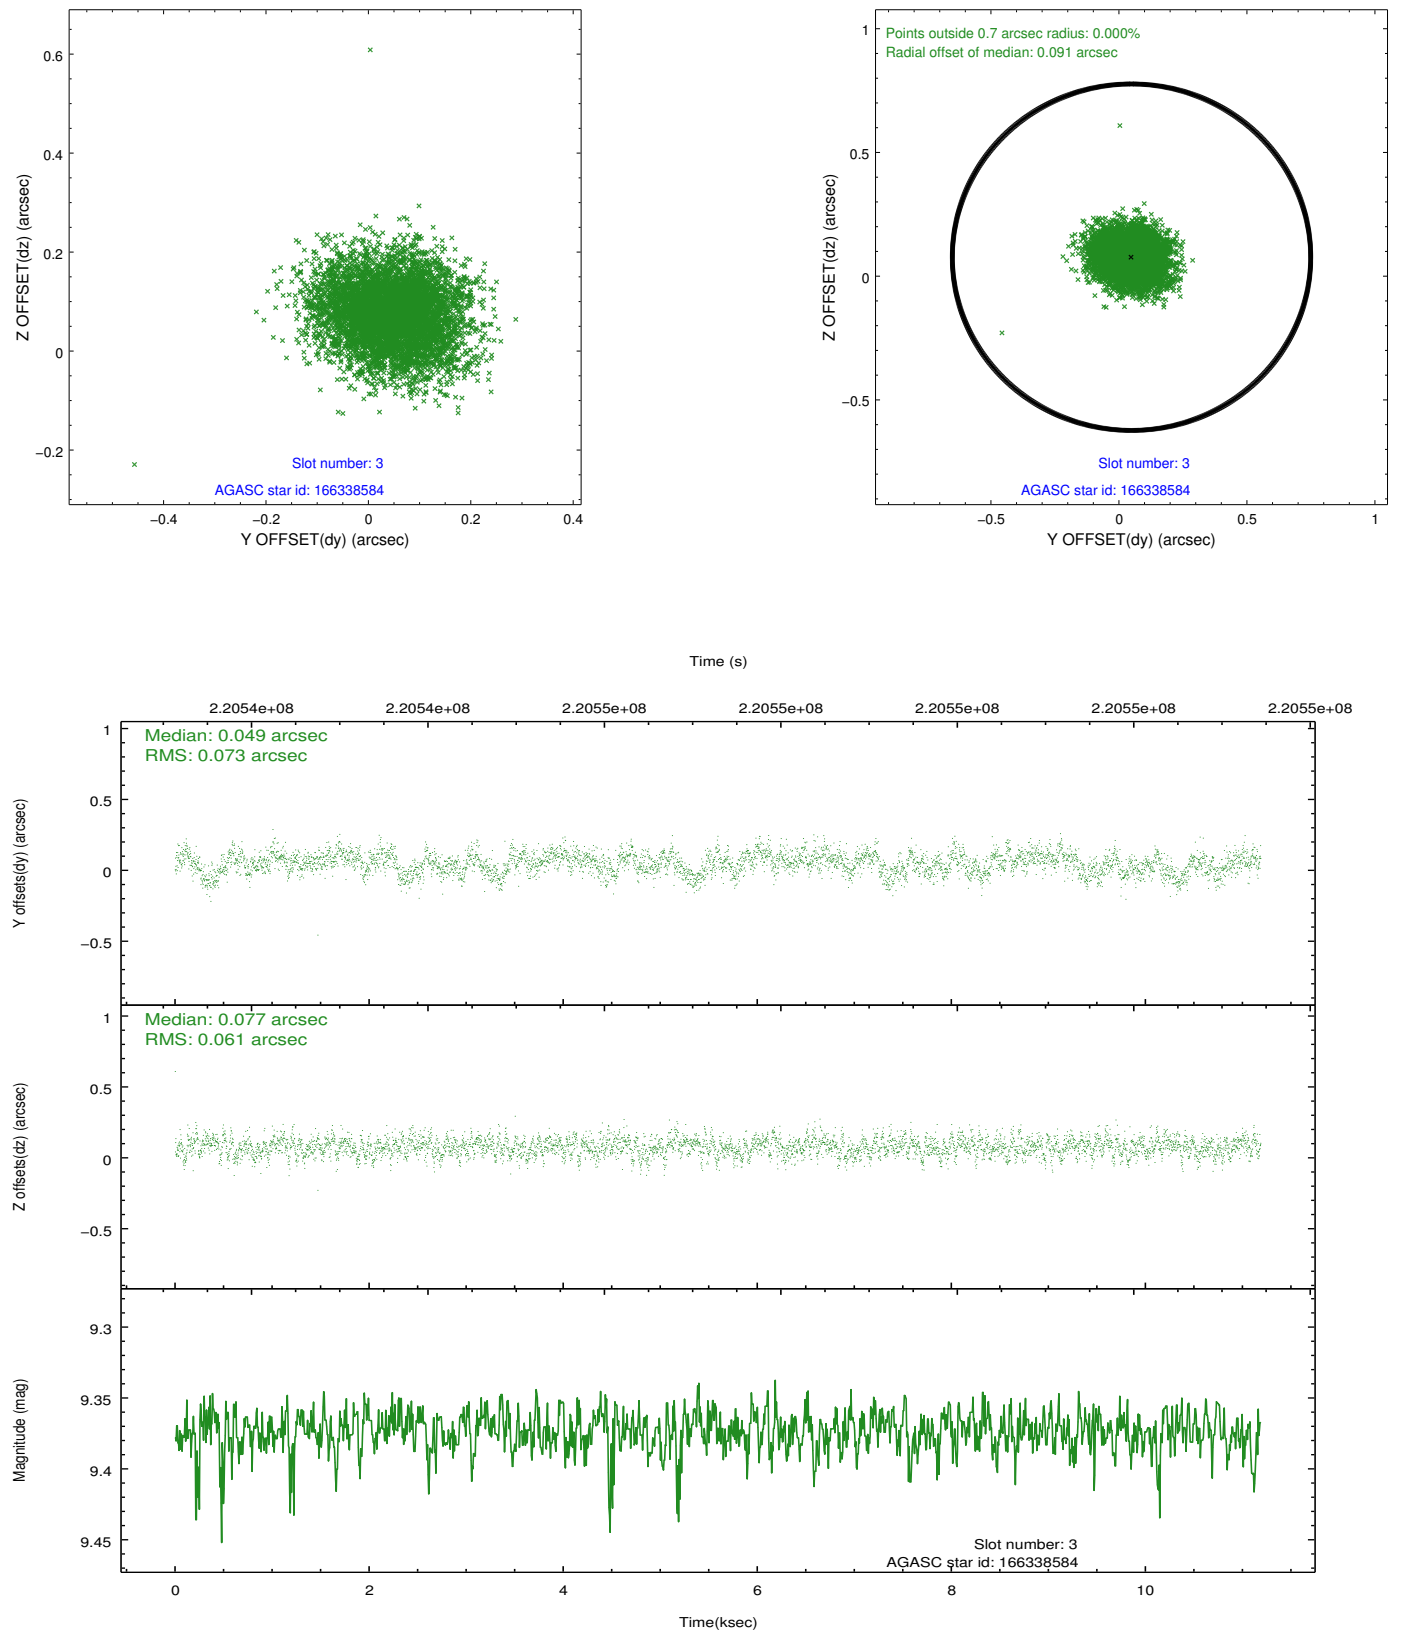 0.6
0.4
0.2
0
−0.2
Z OFFSET(dz) (arcsec)
Slot number: 3
AGASC star id: 166338584
−0.4 −0.2 0 0.2 0.4
Y OFFSET(dy) (arcsec)
Points outside 0.7 arcsec radius: 0.000%
Radial offset of median: 0.091 arcsec
1
0.5
0
−0.5
Z OFFSET(dz) (arcsec)
Slot number: 3
AGASC star id: 166338584
−0.5 0 0.5 1
Y OFFSET(dy) (arcsec)
Time (s)
2.2054e+08 2.2054e+08 2.2055e+08 2.2055e+08 2.2055e+08 2.2055e+08 2.2055e+08
Median: 0.049 arcsec
RMS: 0.073 arcsec
1
0.5
0
−0.5
Y offsets(dy) (arcsec)
Median: 0.077 arcsec
RMS: 0.061 arcsec
1
0.5
0
−0.5
Z offsets(dz) (arcsec)
9.3
9.35
9.4
9.45
Magnitude (mag)
Slot number: 3
AGASC star id: 166338584
0 2 4 6 8 10
Time(ksec)